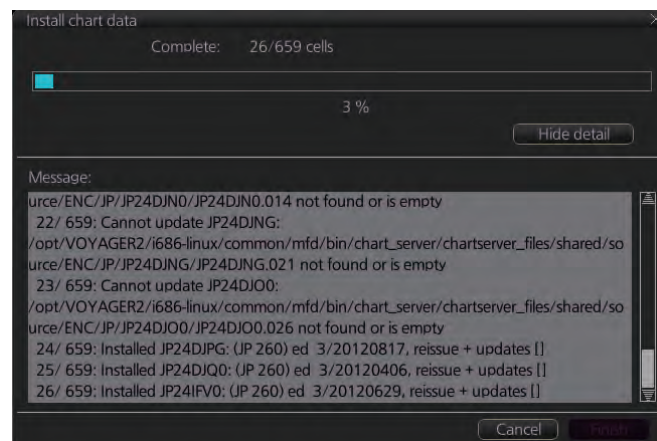 Install chart data
Complete: 26/659 cells
3 %
Hide detail
Message:
urce/ENC/JP/JP24DJN0/JP24DJN0.014 not found or is empty
22/ 659: Cannot update JP24DJNG:
/opt/VOYAGER2/i686-linux/common/mfd/bin/chart_server/chartserver_files/shared/so
urce/ENC/JP/JP24DJNG/JP24DJNG.021 not found or is empty
23/ 659: Cannot update JP24DJO0:
/opt/VOYAGER2/i686-linux/common/mfd/bin/chart_server/chartserver_files/shared/so
urce/ENC/JP/JP24DJO0/JP24DJO0.026 not found or is empty
24/ 659: Installed JP24DJPG: (JP 260) ed 3/20120817, reissue + updates []
25/ 659: Installed JP24DJQ0: (JP 260) ed 3/20120406, reissue + updates []
26/ 659: Installed JP24IFV0: (JP 260) ed 3/20120629, reissue + updates []
Cancel Finish